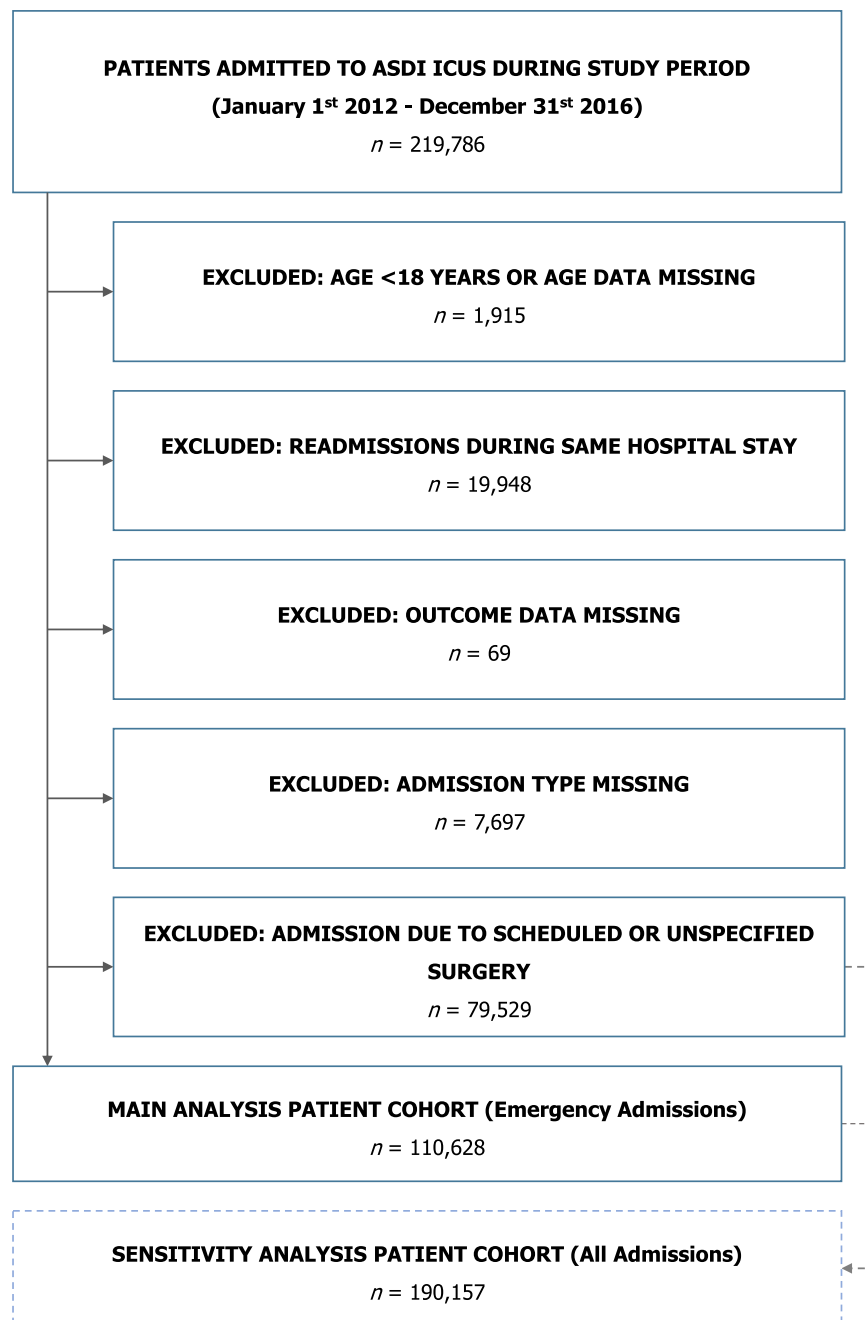 PATIENTS ADMITTED TO ASDI ICUS DURING STUDY PERIOD
(January 1st 2012 - December 31st 2016)
n = 219,786
EXCLUDED: AGE <18 YEARS OR AGE DATA MISSING
n = 1,915
EXCLUDED: READMISSIONS DURING SAME HOSPITAL STAY
n = 19,948
EXCLUDED: OUTCOME DATA MISSING
n = 69
EXCLUDED: ADMISSION TYPE MISSING
n = 7,697
EXCLUDED: ADMISSION DUE TO SCHEDULED OR UNSPECIFIED
SURGERY
n = 79,529
MAIN ANALYSIS PATIENT COHORT (Emergency Admissions)
n = 110,628
SENSITIVITY ANALYSIS PATIENT COHORT (All Admissions)
n = 190,157